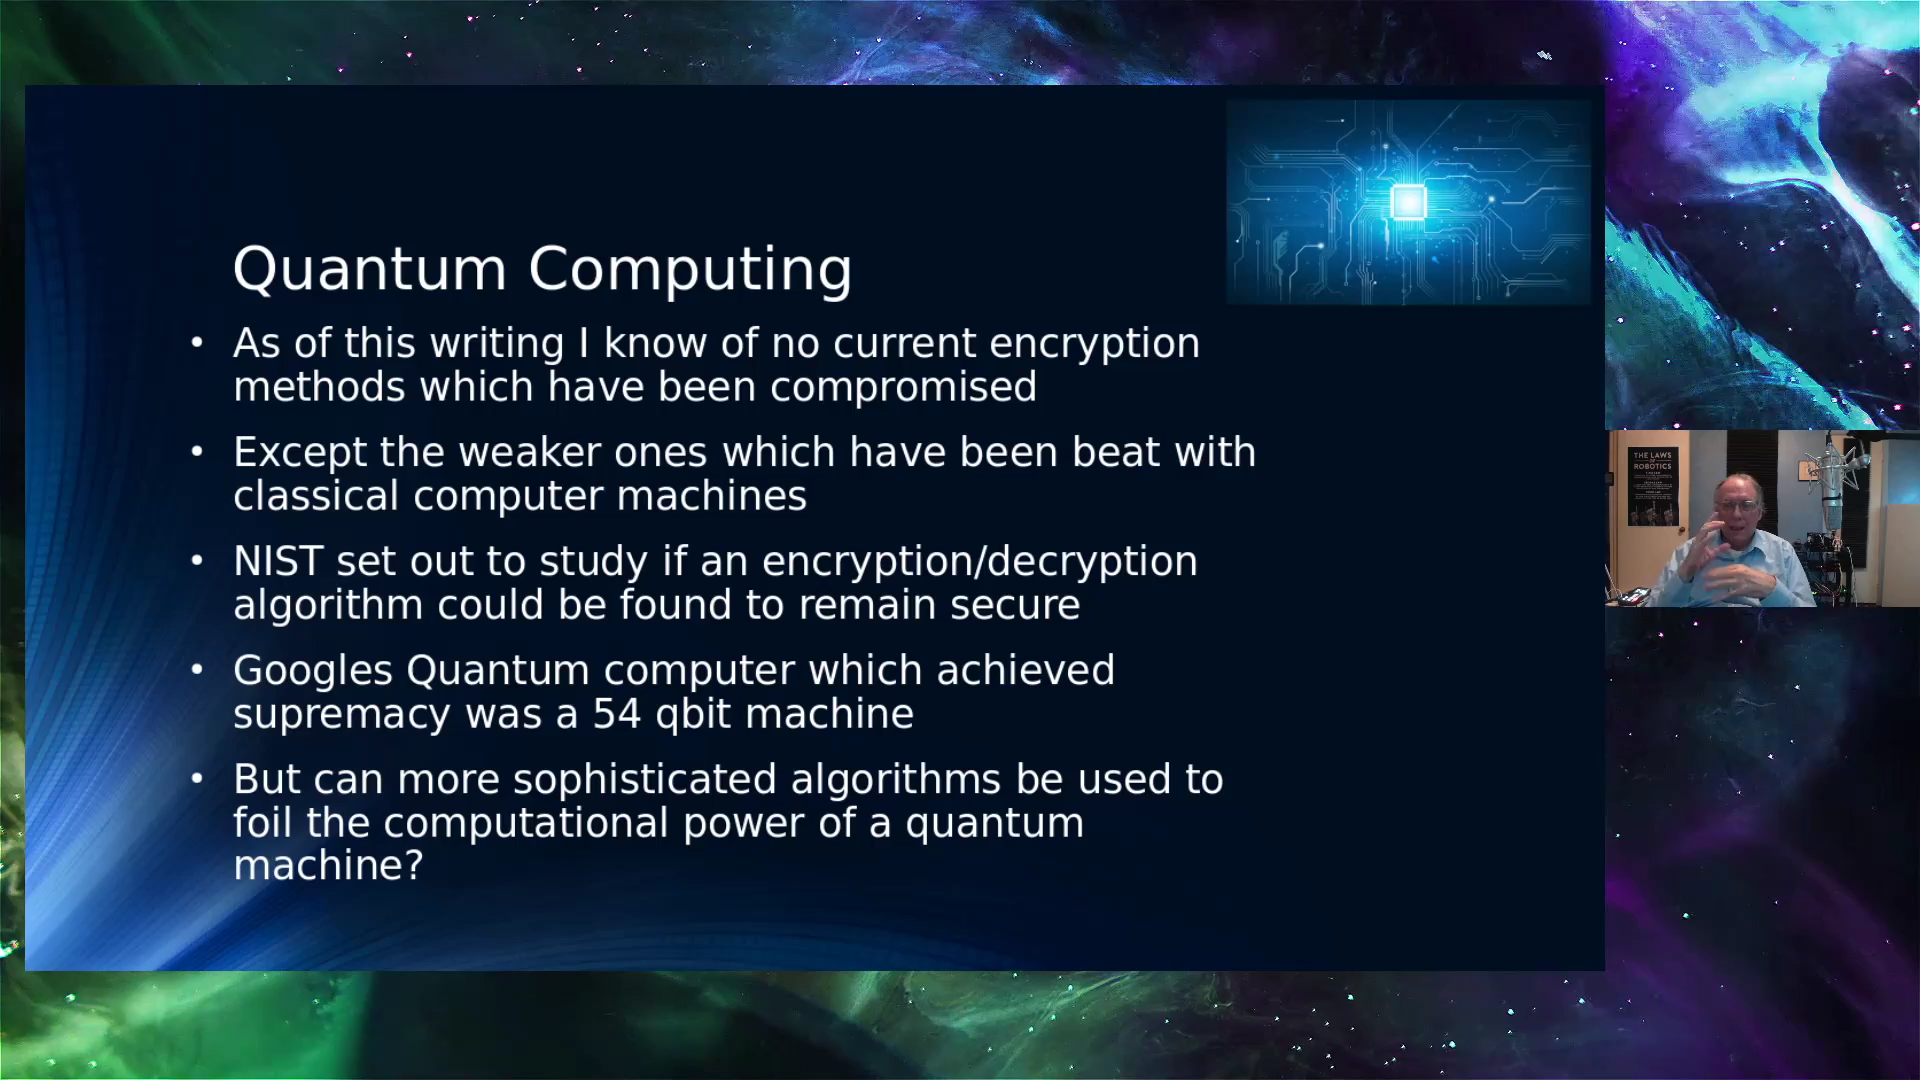 Quantum Computing
• As of this writing I know of no current encryption
methods which have been compromised
• Except the weaker ones which have been beat with
classical computer machines
• NIST set out to study if an encryption/decryption
algorithm could be found to remain secure
• Googles Quantum computer which achieved
supremacy was a 54 qbit machine
• But can more sophisticated algorithms be used to
foil the computational power of a quantum
machine?
THE LAWS
OF
ROBOTICS